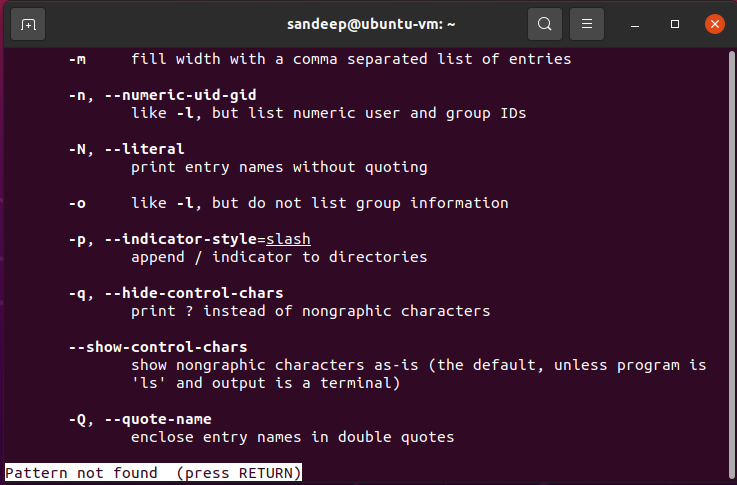 sandeep@ubuntu-vm: ~
-m     fill width with a comma separated list of entries
-n, --numeric-uid-gid
like -l, but list numeric user and group IDs
-N, --literal
print entry names without quoting
-o     like -l, but do not list group information
-p, --indicator-style=slash
append / indicator to directories
-q, --hide-control-chars
print ? instead of nongraphic characters
--show-control-chars
show nongraphic characters as-is (the default, unless program is
'ls' and output is a terminal)
-Q, --quote-name
enclose entry names in double quotes
Pattern not found  (press RETURN)